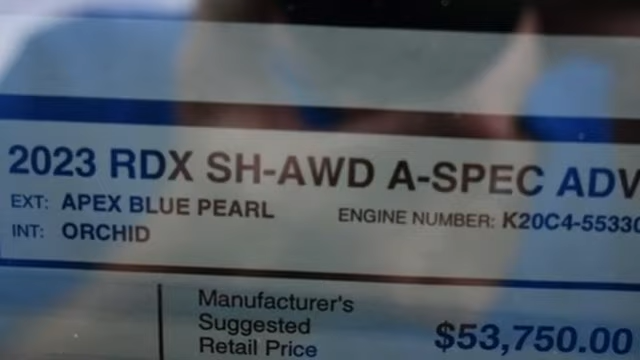 2023 RDX SH-AWD A-SPEC ADV
EXT: APEX BLUE PEARL
ENGINE NUMBER: K20C4-55330
INT: ORCHID
Manufacturer's
Suggested
Retail Price
$53,750.00